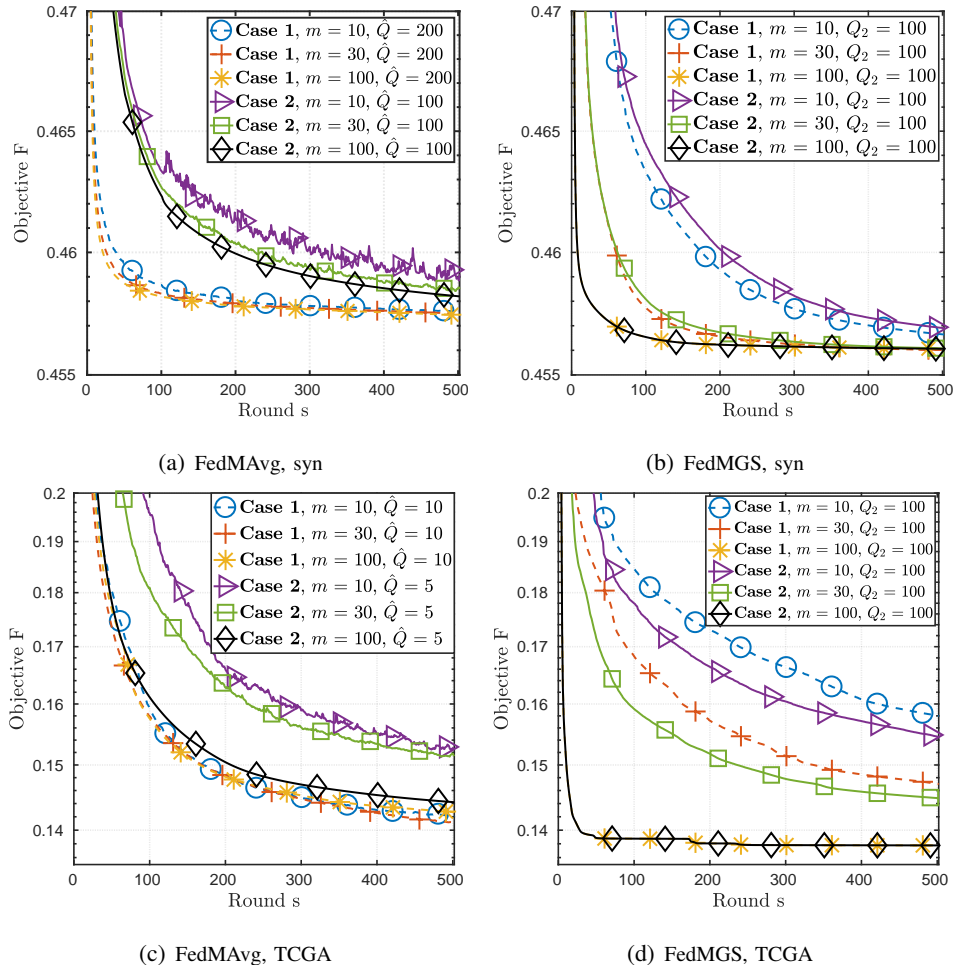 0.47
0.465
0.46
0.455
Objective F
0 100 200 300 400 500
Round s
Case 1, m = 10, Q̂ = 200
Case 1, m = 30, Q̂ = 200
Case 1, m = 100, Q̂ = 200
Case 2, m = 10, Q̂ = 100
Case 2, m = 30, Q̂ = 100
Case 2, m = 100, Q̂ = 100
(a) FedMAvg, syn
0.47
0.465
0.46
0.455
Objective F
0 100 200 300 400 500
Round s
Case 1, m = 10, Q₂ = 100
Case 1, m = 30, Q₂ = 100
Case 1, m = 100, Q₂ = 100
Case 2, m = 10, Q₂ = 100
Case 2, m = 30, Q₂ = 100
Case 2, m = 100, Q₂ = 100
(b) FedMGS, syn
0.2
0.19
0.18
0.17
0.16
0.15
0.14
Objective F
0 100 200 300 400 500
Round s
Case 1, m = 10, Q̂ = 10
Case 1, m = 30, Q̂ = 10
Case 1, m = 100, Q̂ = 10
Case 2, m = 10, Q̂ = 5
Case 2, m = 30, Q̂ = 5
Case 2, m = 100, Q̂ = 5
(c) FedMAvg, TCGA
0.2
0.19
0.18
0.17
0.16
0.15
0.14
Objective F
0 100 200 300 400 500
Round s
Case 1, m = 10, Q₂ = 100
Case 1, m = 30, Q₂ = 100
Case 1, m = 100, Q₂ = 100
Case 2, m = 10, Q₂ = 100
Case 2, m = 30, Q₂ = 100
Case 2, m = 100, Q₂ = 100
(d) FedMGS, TCGA